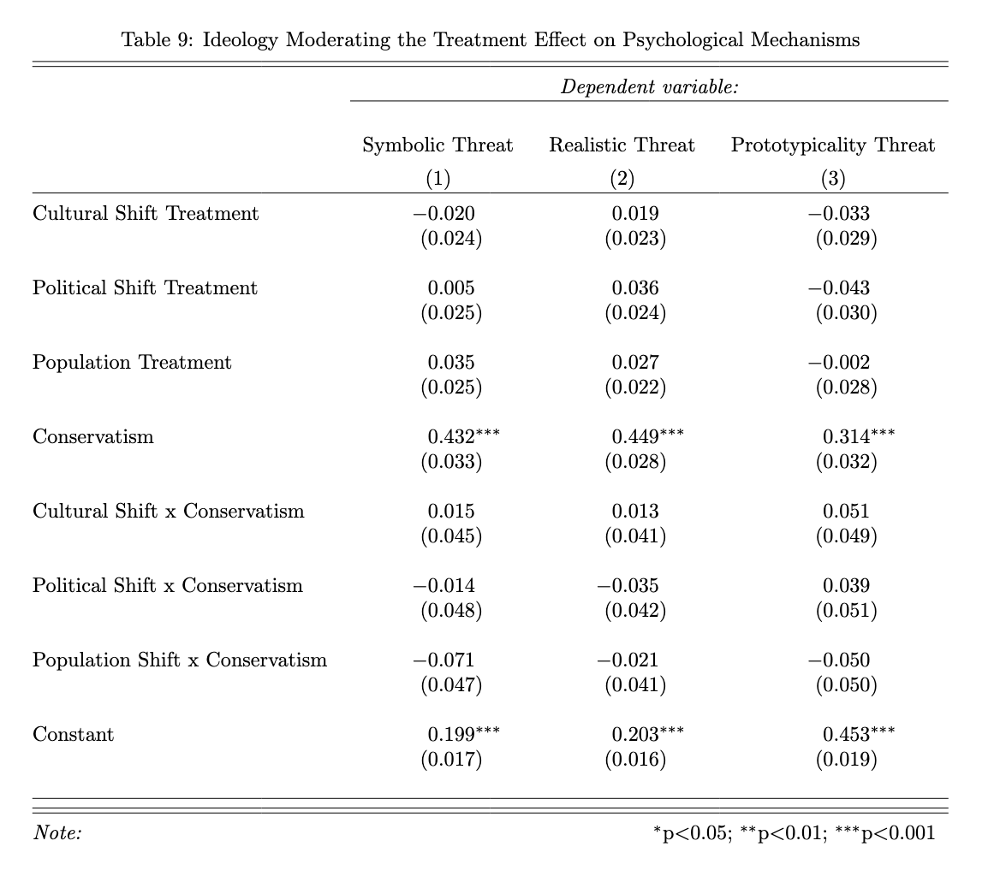 Table 9: Ideology Moderating the Treatment Effect on Psychological Mechanisms
Dependent variable:
Symbolic Threat Realistic Threat Prototypicality Threat
(1) (2) (3)
Cultural Shift Treatment −0.020 0.019 −0.033
(0.024) (0.023) (0.029)
Political Shift Treatment 0.005 0.036 −0.043
(0.025) (0.024) (0.030)
Population Treatment 0.035 0.027 −0.002
(0.025) (0.022) (0.028)
Conservatism 0.432*** 0.449*** 0.314***
(0.033) (0.028) (0.032)
Cultural Shift x Conservatism 0.015 0.013 0.051
(0.045) (0.041) (0.049)
Political Shift x Conservatism −0.014 −0.035 0.039
(0.048) (0.042) (0.051)
Population Shift x Conservatism −0.071 −0.021 −0.050
(0.047) (0.041) (0.050)
Constant 0.199*** 0.203*** 0.453***
(0.017) (0.016) (0.019)
Note: *p<0.05; **p<0.01; ***p<0.001